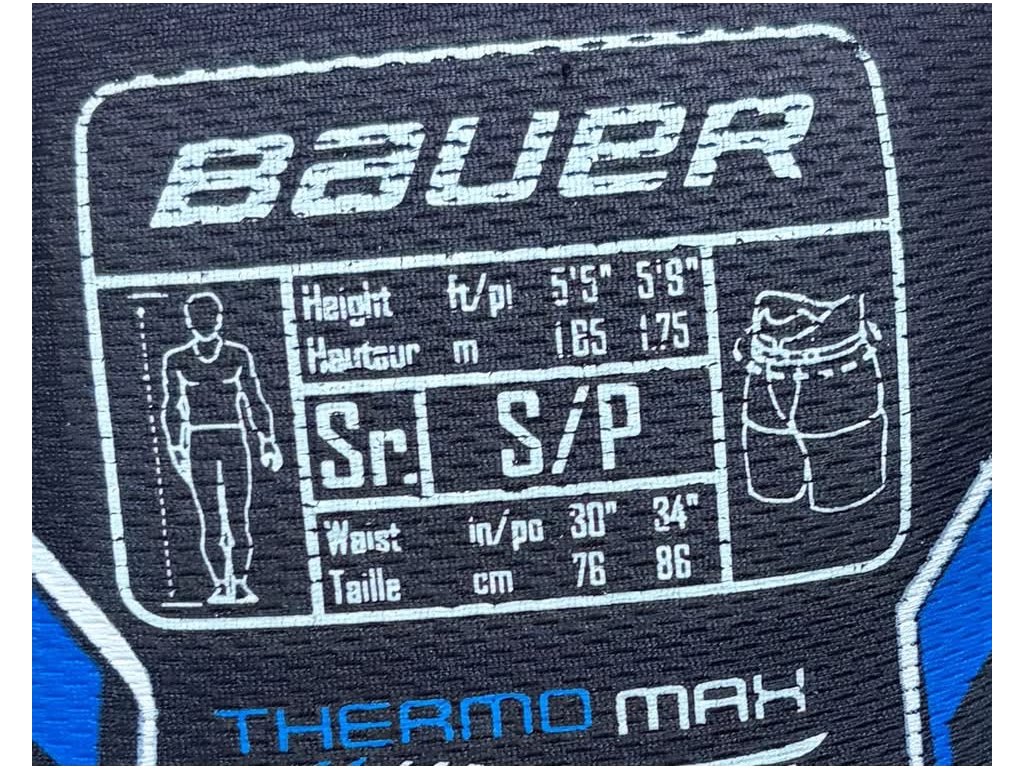 BAUER
Height ft/pi 5'5" 5'9"
Hauteur m 1.65 1.75
Sr. S/P
Waist in/po 30" 34"
Taille cm 76 86
THERMO MAX